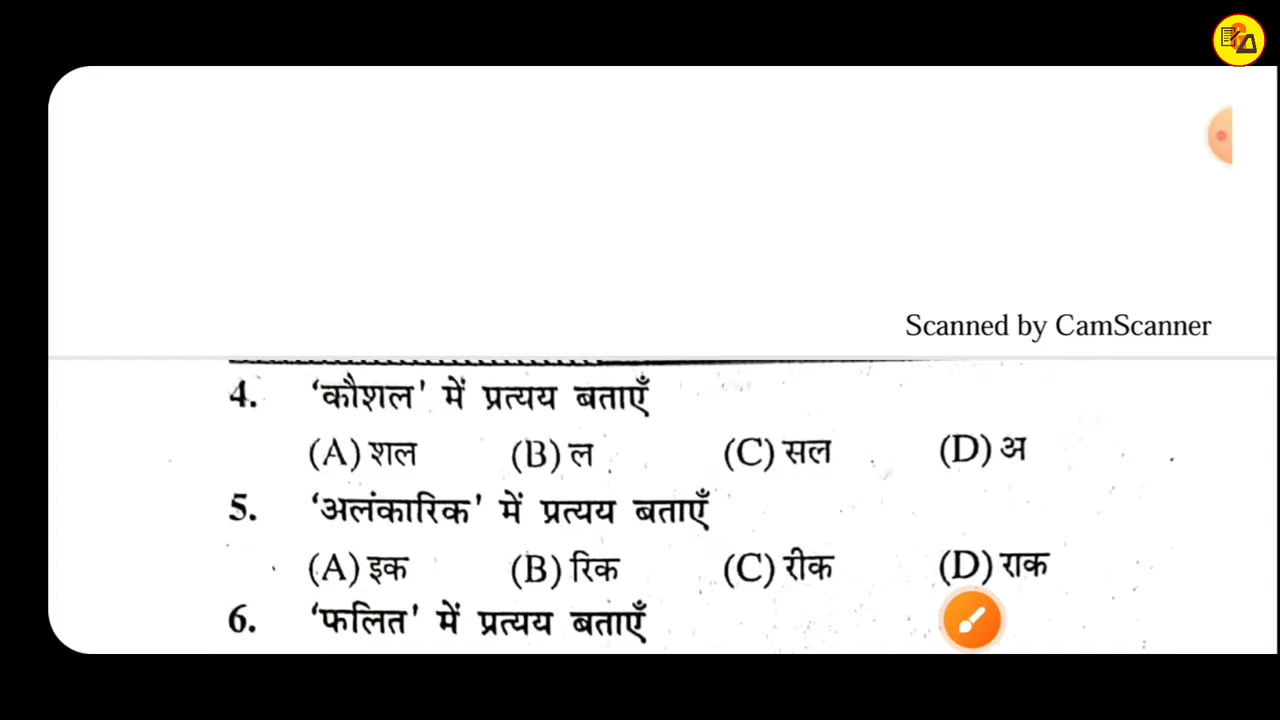 Scanned by CamScanner
4. ‘कौशल’ में प्रत्यय बताएँ
(A) शल (B) ल (C) सल (D) अ
5. ‘अलंकारिक’ में प्रत्यय बताएँ
(A) इक (B) रिक (C) रीक (D) राक
6. ‘फलित’ में प्रत्यय बताएँ